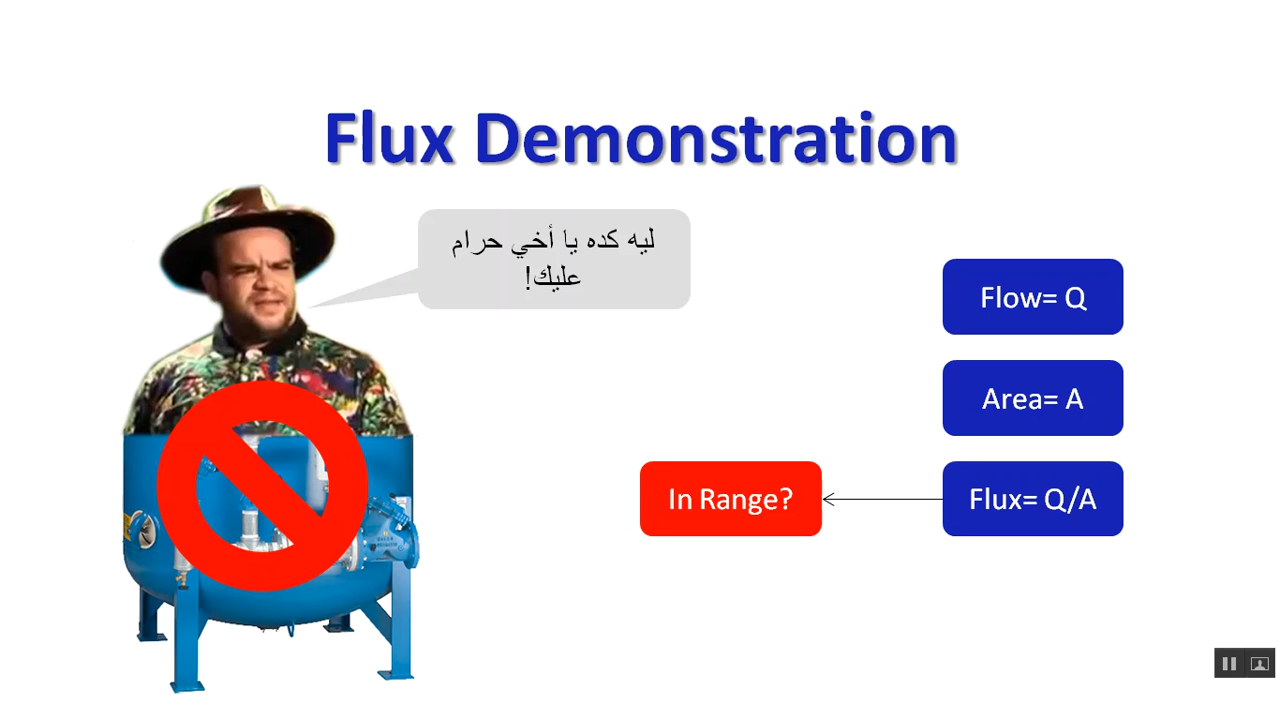 Flux Demonstration
ليه كده يا أخي حرام
عليك!
Flow= Q
Area= A
In Range?
Flux= Q/A